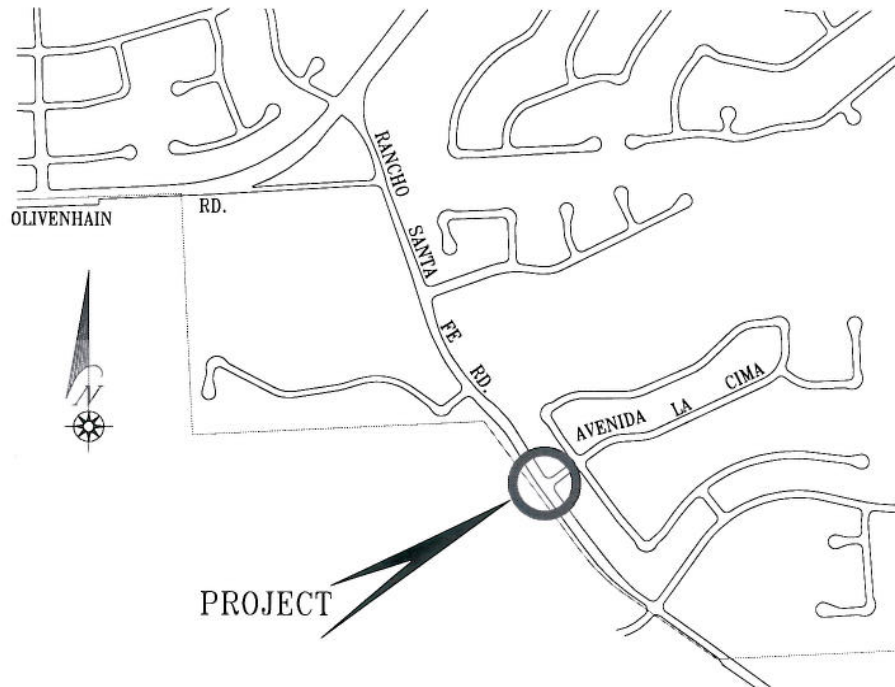 OLIVENHAIN RD.
RANCHO SANTA FE RD.
AVENIDA LA CIMA
N
PROJECT